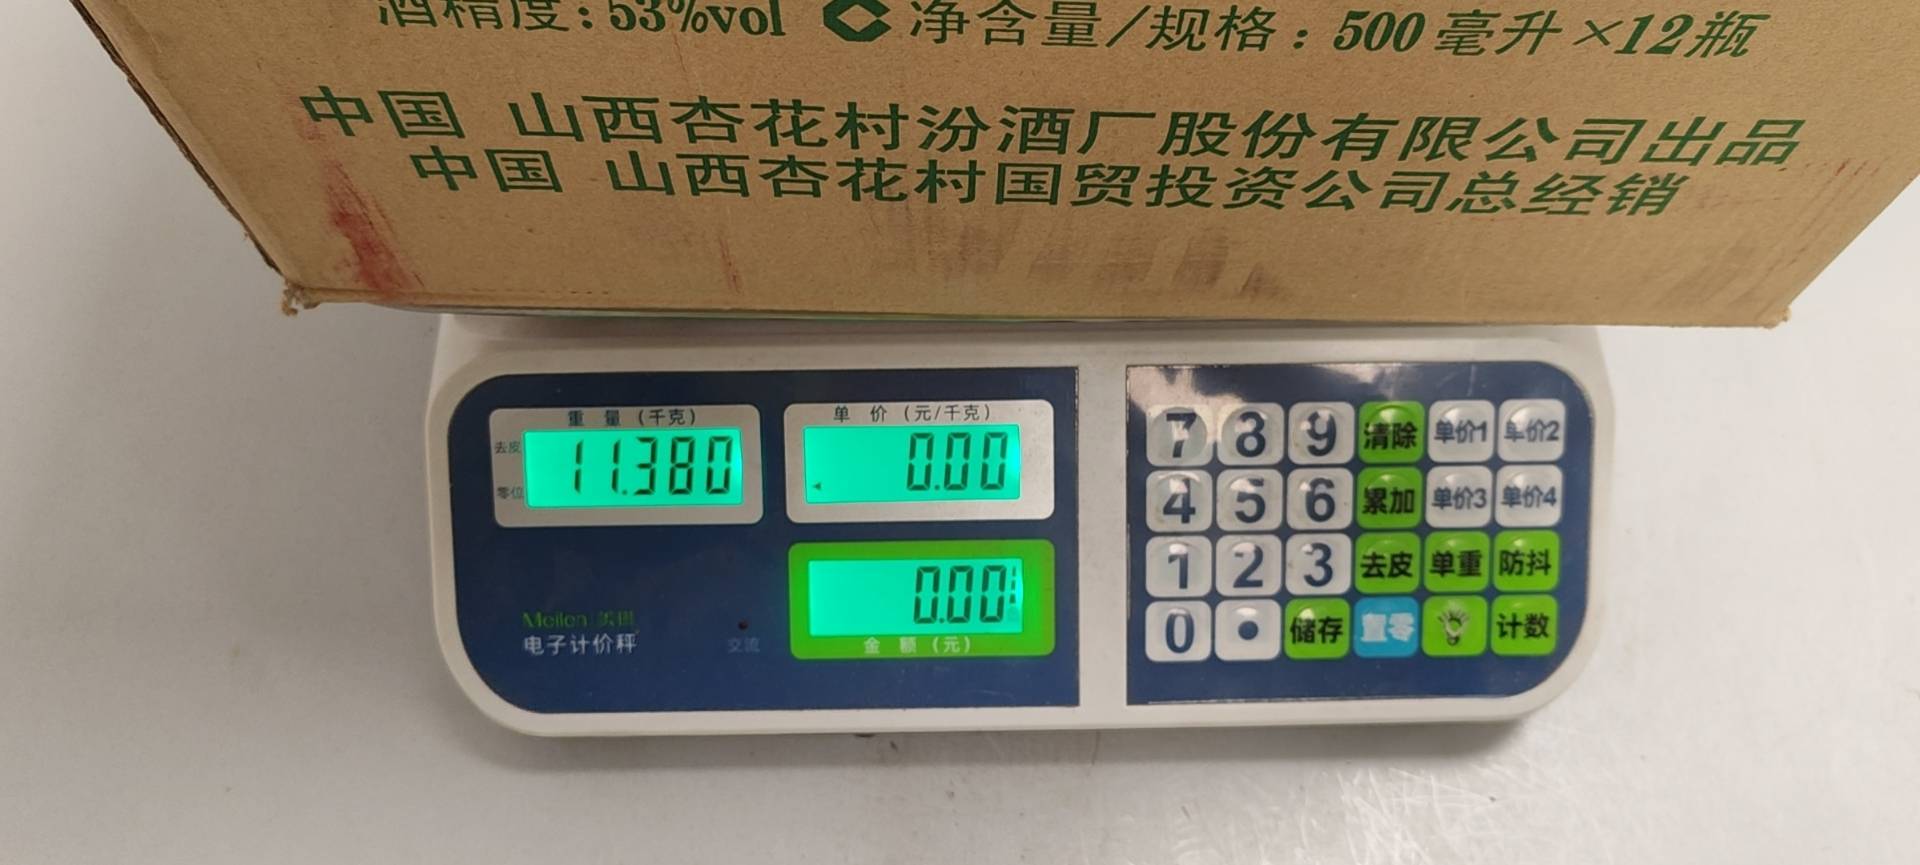 酒精度:53%vol 净含量/规格:500毫升×12瓶
中国 山西杏花村汾酒厂股份有限公司出品
中国 山西杏花村国贸投资公司总经销
重 量 (千克)
去皮
零位
11.380
单 价 (元/千克)
0.00
0.00
金 额 (元)
Meilen
电子计价秤
交流
7 8 9 清除 单价1 单价2
4 5 6 累加 单价3 单价4
1 2 3 去皮 单重 防抖
0 • 储存 置零 计数